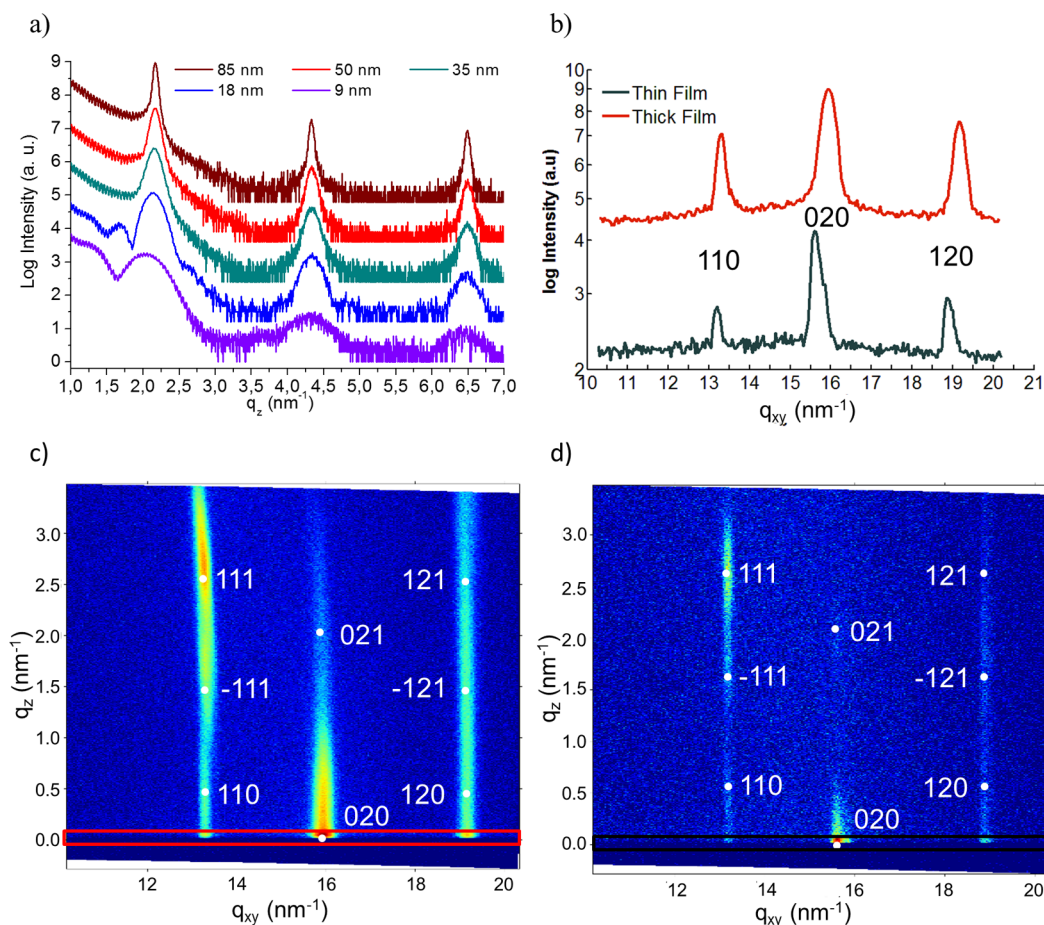 a)
85 nm 50 nm 35 nm
18 nm 9 nm
Log Intensity (a. u.)
9
8
7
6
5
4
3
2
1
0
1,0 1,5 2,0 2,5 3,0 3,5 4,0 4,5 5,0 5,5 6,0 6,5 7,0
qz (nm-1)
b)
Thin Film
Thick Film
log Intensity (a.u)
10
9
8
7
6
5
4
3
2
110
020
120
10 11 12 13 14 15 16 17 18 19 20 21
qxy (nm-1)
c)
qz (nm-1)
3.0
2.5
2.0
1.5
1.0
0.5
0.0
111
121
021
-111
-121
110
120
020
12 14 16 18 20
qxy (nm-1)
d)
qz (nm-1)
3.0
2.5
2.0
1.5
1.0
0.5
0.0
111
121
021
-111
-121
110
120
020
12 14 16 18 20
qxy (nm-1)